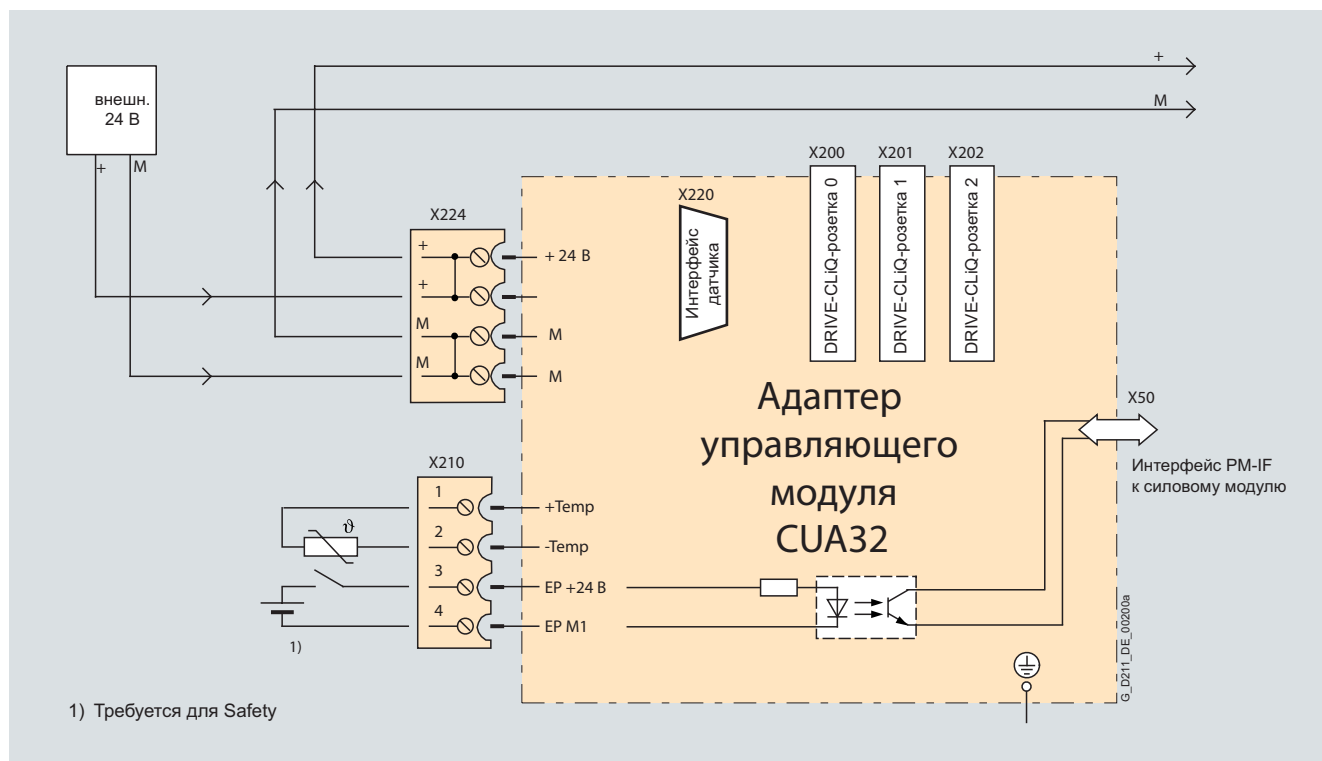 +
M
внешн.
24 В
+
M
X224
+
+
M
M
+ 24 В
M
M
X220
Интерфейс
датчика
X200
X201
X202
DRIVE-CLiQ-розетка 0
DRIVE-CLiQ-розетка 1
DRIVE-CLiQ-розетка 2
Адаптер
управляющего
модуля
CUA32
X50
Интерфейс PM-IF
к силовому модулю
X210
1
2
3
4
ϑ
+Temp
-Temp
EP +24 В
EP M1
1)
G_D211_DE_00200a
1) Требуется для Safety